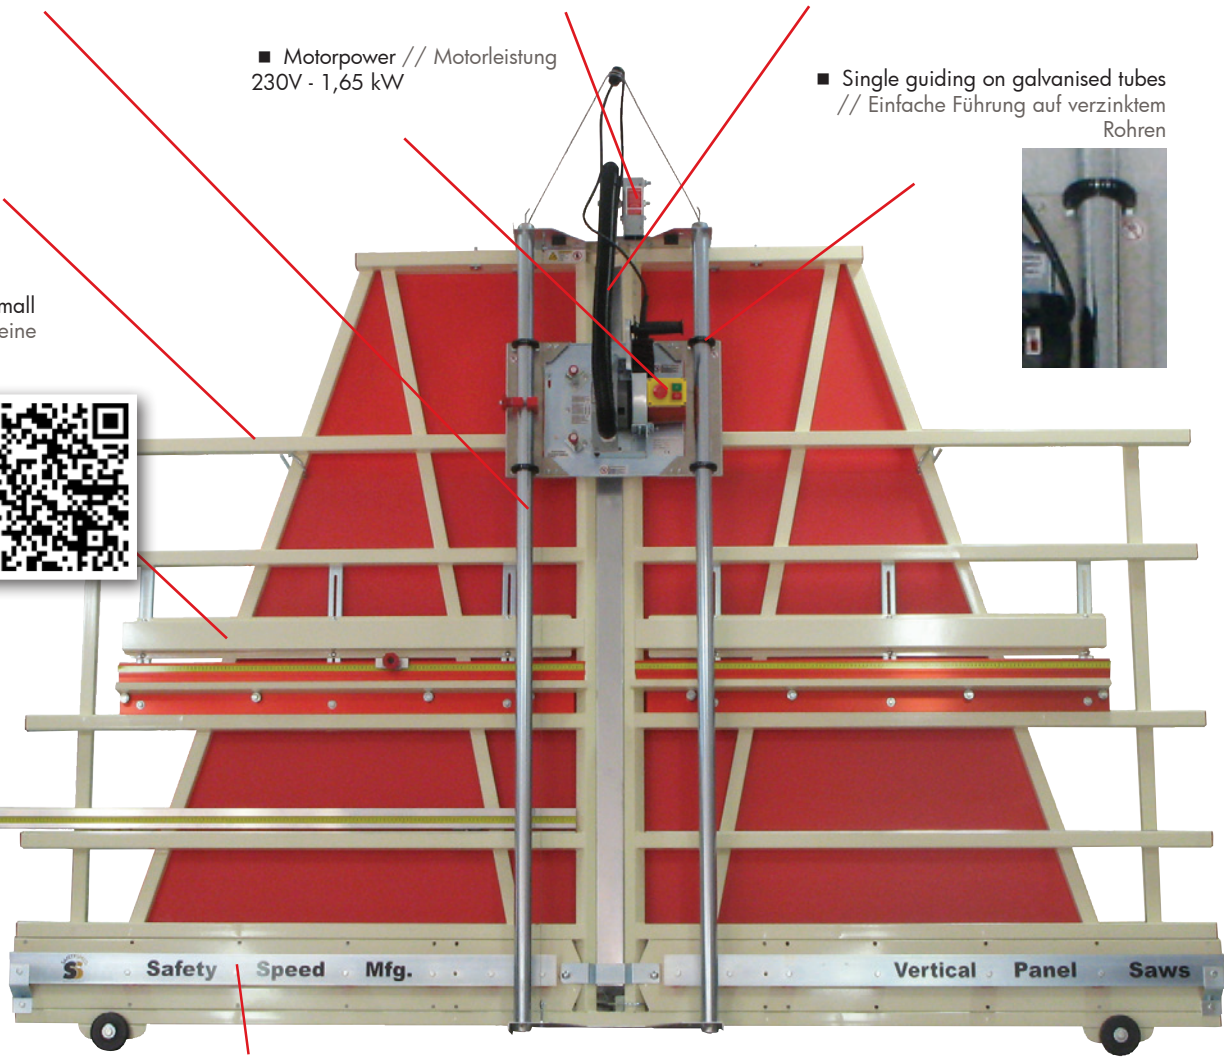 ■ Motorpower // Motorleistung
230V - 1,65 kW
■ Single guiding on galvanised tubes
// Einfache Führung auf verzinktem
Rohren
mall
eine
Safety Speed Mfg.
Vertical Panel Saws